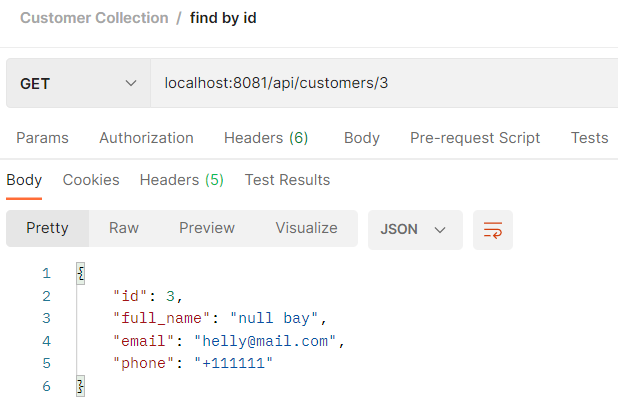 Customer Collection / find by id
GET localhost:8081/api/customers/3
Params Authorization Headers (6) Body Pre-request Script Tests
Body Cookies Headers (5) Test Results
Pretty Raw Preview Visualize JSON
1 {
2 "id": 3,
3 "full_name": "null bay",
4 "email": "helly@mail.com",
5 "phone": "+111111"
6 }